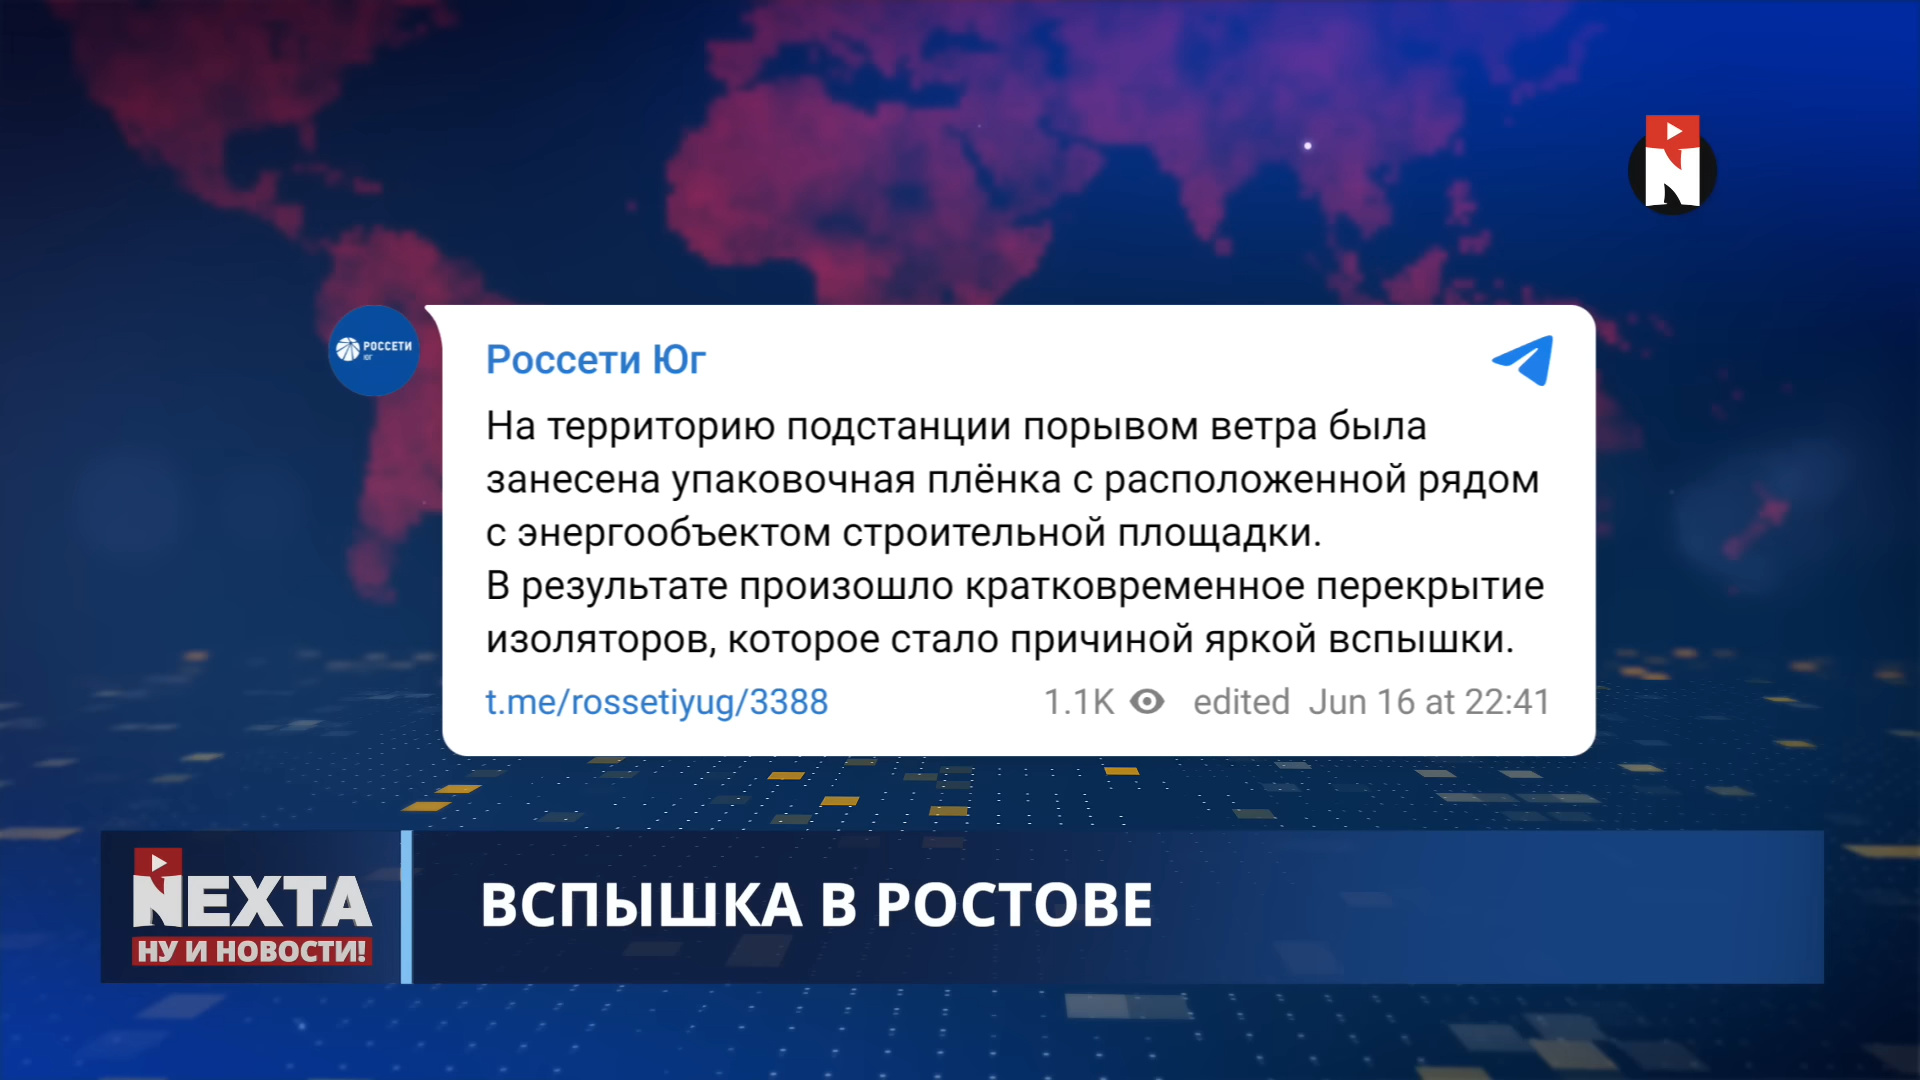 N
РОССЕТИ
ЮГ
Россети Юг
На территорию подстанции порывом ветра была
занесена упаковочная плёнка с расположенной рядом
с энергообъектом строительной площадки.
В результате произошло кратковременное перекрытие
изоляторов, которое стало причиной яркой вспышки.
t.me/rossetiyug/3388 1.1K edited Jun 16 at 22:41
NEXTA
НУ И НОВОСТИ!
ВСПЫШКА В РОСТОВЕ